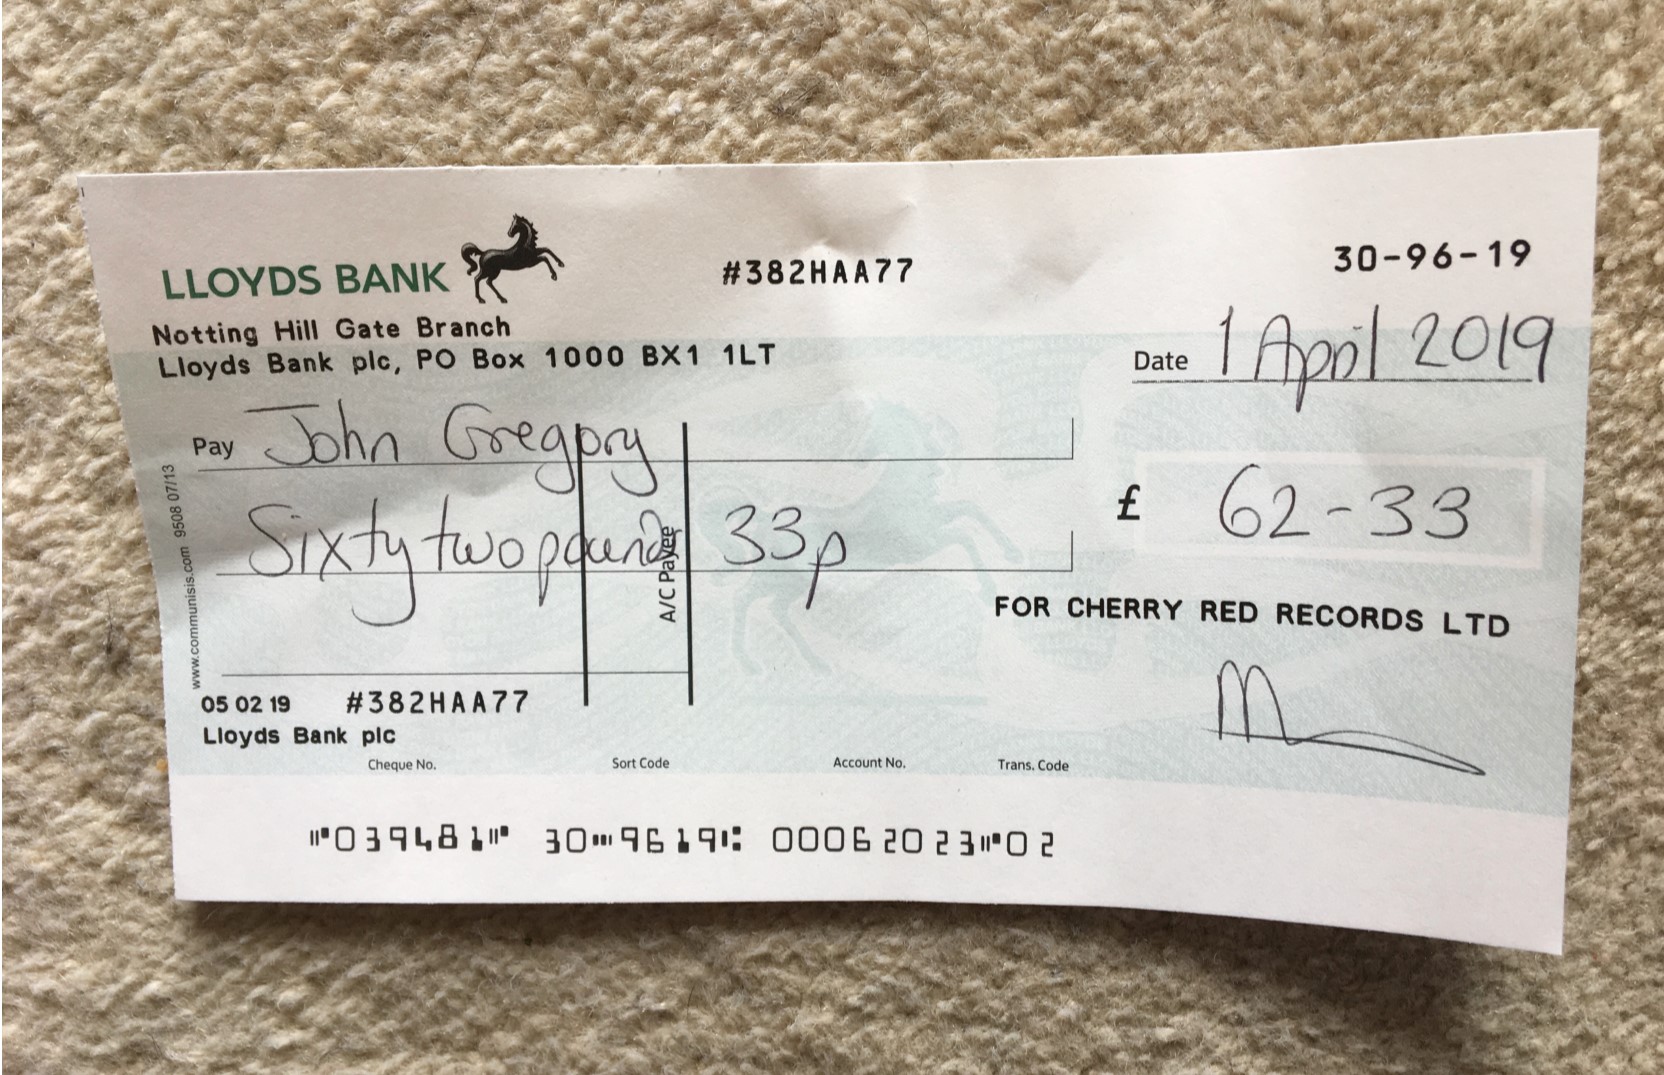 LLOYDS BANK
#382HAA77
30-96-19
Notting Hill Gate Branch
Lloyds Bank plc, PO Box 1000 BX1 1LT
Date 1 April 2019
Pay John Gregory
Sixty two pounds 33p
£ 62-33
A/C Payee
www.communisis.com 9508 07/13
FOR CHERRY RED RECORDS LTD
05 02 19 #382HAA77
Lloyds Bank plc
Cheque No. Sort Code Account No. Trans. Code
⑈039481⑈ 30⑉9619⑆ 00062023⑈02